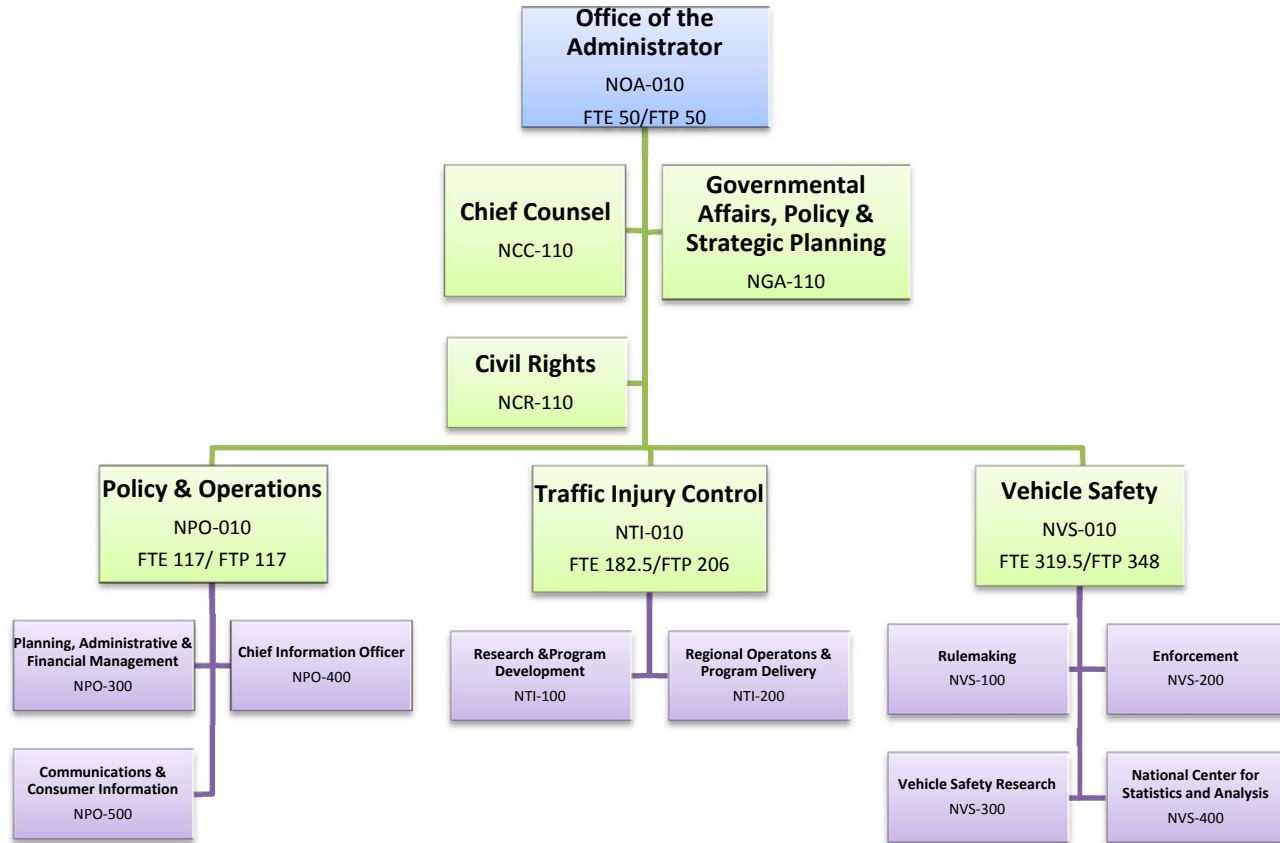 Office of the
Administrator
NOA-010
FTE 50/FTP 50
Chief Counsel
NCC-110
Governmental
Affairs, Policy &
Strategic Planning
NGA-110
Civil Rights
NCR-110
Policy & Operations
NPO-010
FTE 117/ FTP 117
Traffic Injury Control
NTI-010
FTE 182.5/FTP 206
Vehicle Safety
NVS-010
FTE 319.5/FTP 348
Planning, Administrative &
Financial Management
NPO-300
Chief Information Officer
NPO-400
Communications &
Consumer Information
NPO-500
Research &Program
Development
NTI-100
Regional Operatons &
Program Delivery
NTI-200
Rulemaking
NVS-100
Enforcement
NVS-200
Vehicle Safety Research
NVS-300
National Center for
Statistics and Analysis
NVS-400